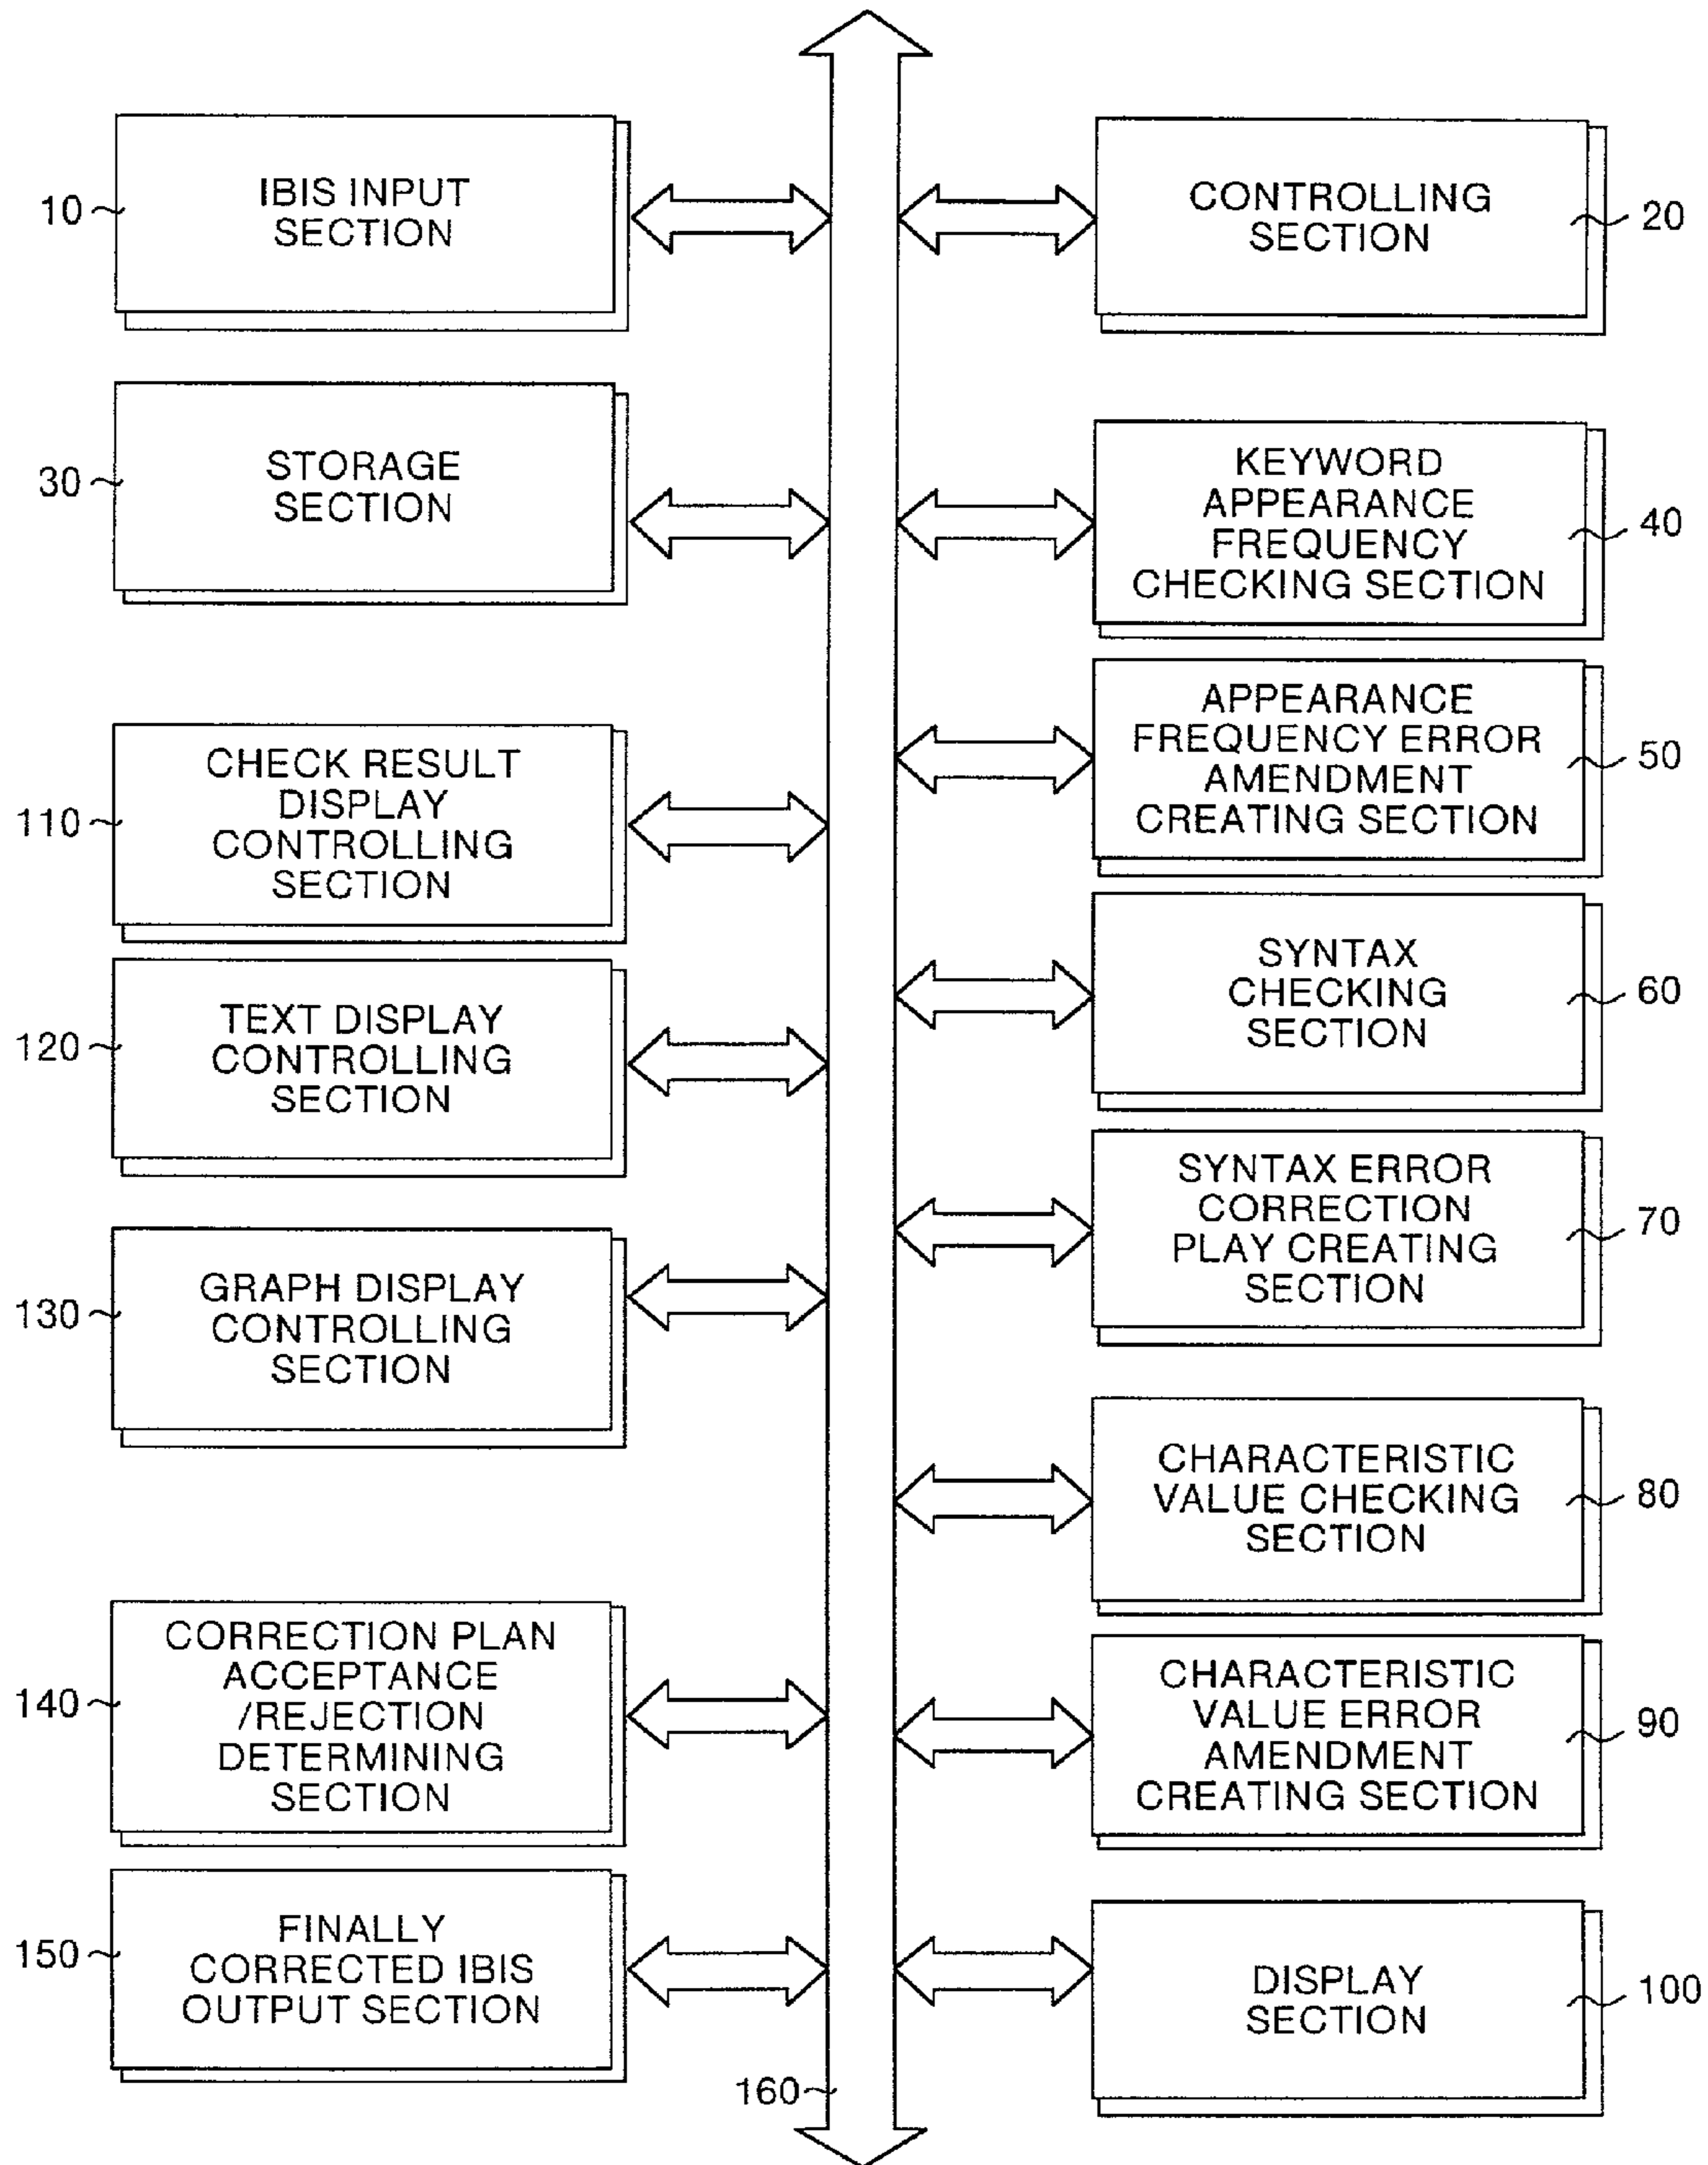 10
IBIS INPUT
SECTION
CONTROLLING
SECTION
20
30
STORAGE
SECTION
KEYWORD
APPEARANCE
FREQUENCY
CHECKING SECTION
40
APPEARANCE
FREQUENCY ERROR
AMENDMENT
CREATING SECTION
50
110
CHECK RESULT
DISPLAY
CONTROLLING
SECTION
SYNTAX
CHECKING
SECTION
60
120
TEXT DISPLAY
CONTROLLING
SECTION
SYNTAX ERROR
CORRECTION
PLAY CREATING
SECTION
70
130
GRAPH DISPLAY
CONTROLLING
SECTION
CHARACTERISTIC
VALUE CHECKING
SECTION
80
140
CORRECTION PLAN
ACCEPTANCE
/REJECTION
DETERMINING
SECTION
CHARACTERISTIC
VALUE ERROR
AMENDMENT
CREATING SECTION
90
150
FINALLY
CORRECTED IBIS
OUTPUT SECTION
DISPLAY
SECTION
100
160